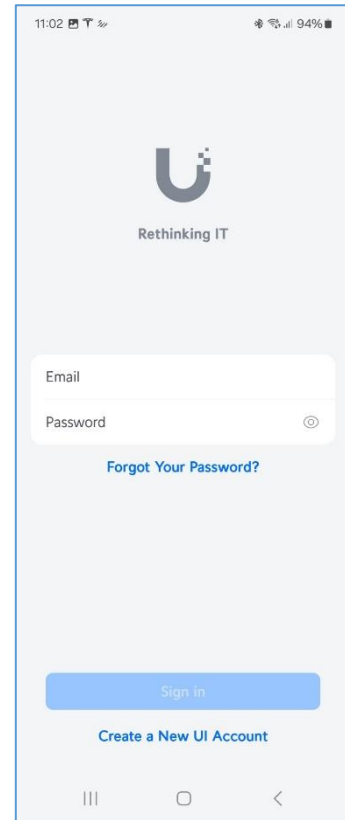 11:02 94%
Rethinking IT
Email
Password
Forgot Your Password?
Sign in
Create a New UI Account